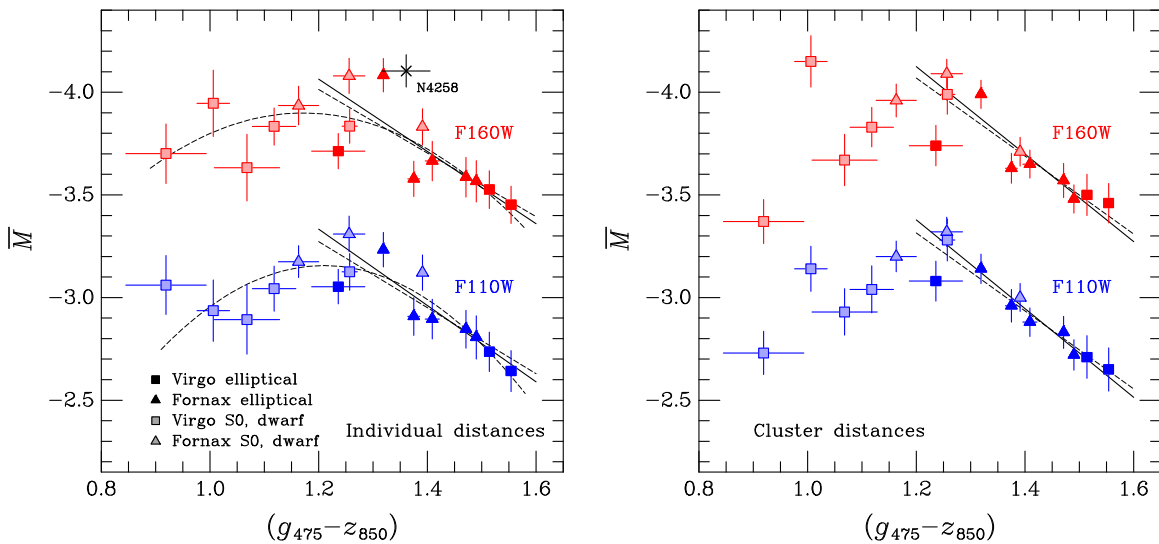 −4.0
−3.5
−3.0
−2.5
M̅
0.8 1.0 1.2 1.4 1.6
(g₄₇₅−z₈₅₀)
N4258
F160W
F110W
Virgo elliptical
Fornax elliptical
Virgo S0, dwarf
Fornax S0, dwarf
Individual distances
−4.0
−3.5
−3.0
−2.5
M̅
0.8 1.0 1.2 1.4 1.6
(g₄₇₅−z₈₅₀)
F160W
F110W
Cluster distances